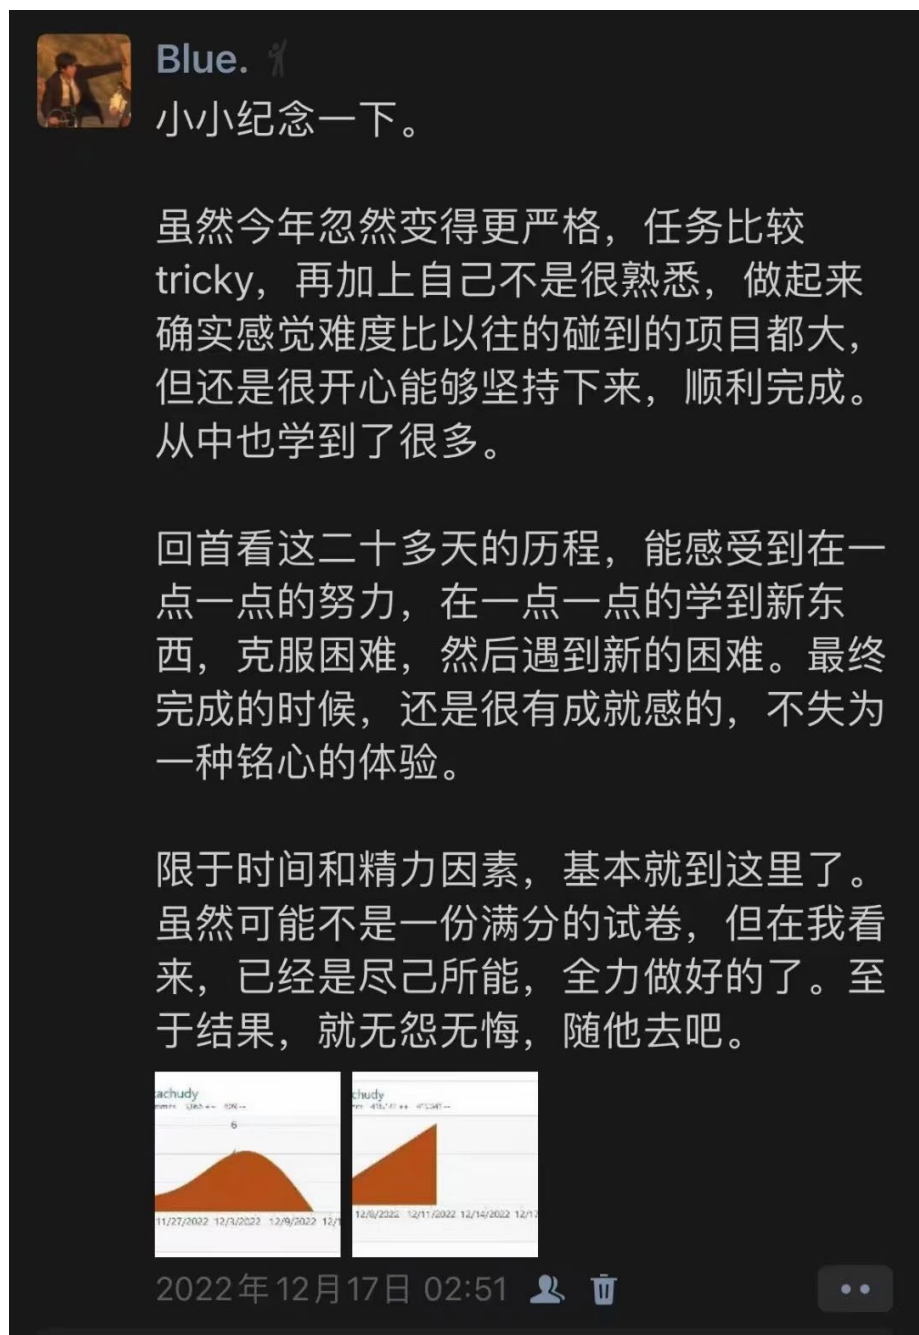 Blue.
小小纪念一下。
虽然今年忽然变得更严格，任务比较
tricky，再加上自己不是很熟悉，做起来
确实感觉难度比以往的碰到的项目都大，
但还是很开心能够坚持下来，顺利完成。
从中也学到了很多。
回首看这二十多天的历程，能感受到在一
点一点的努力，在一点一点的学到新东
西，克服困难，然后遇到新的困难。最终
完成的时候，还是很有成就感的，不失为
一种铭心的体验。
限于时间和精力因素，基本就到这里了。
虽然可能不是一份满分的试卷，但在我看
来，已经是尽己所能，全力做好的了。至
于结果，就无怨无悔，随他去吧。
achudy
6
11/27/2022 12/3/2022 12/9/2022 12/1
chudy
12/8/2022 12/11/2022 12/14/2022 12/17
2022年12月17日 02:51